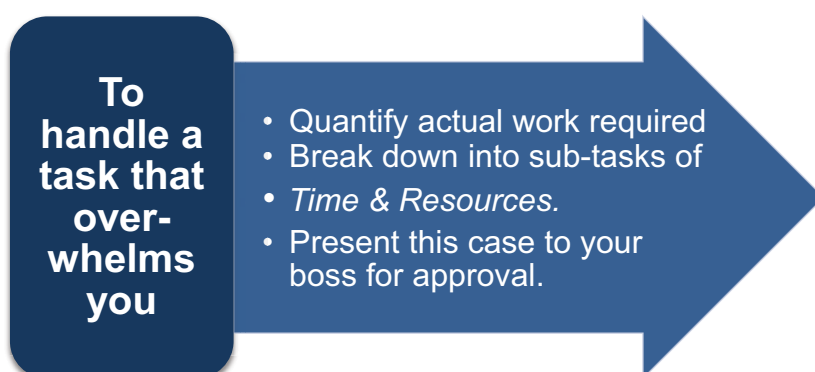 To
handle a
task that
over-
whelms
you
• Quantify actual work required
• Break down into sub-tasks of
• Time & Resources.
• Present this case to your
boss for approval.